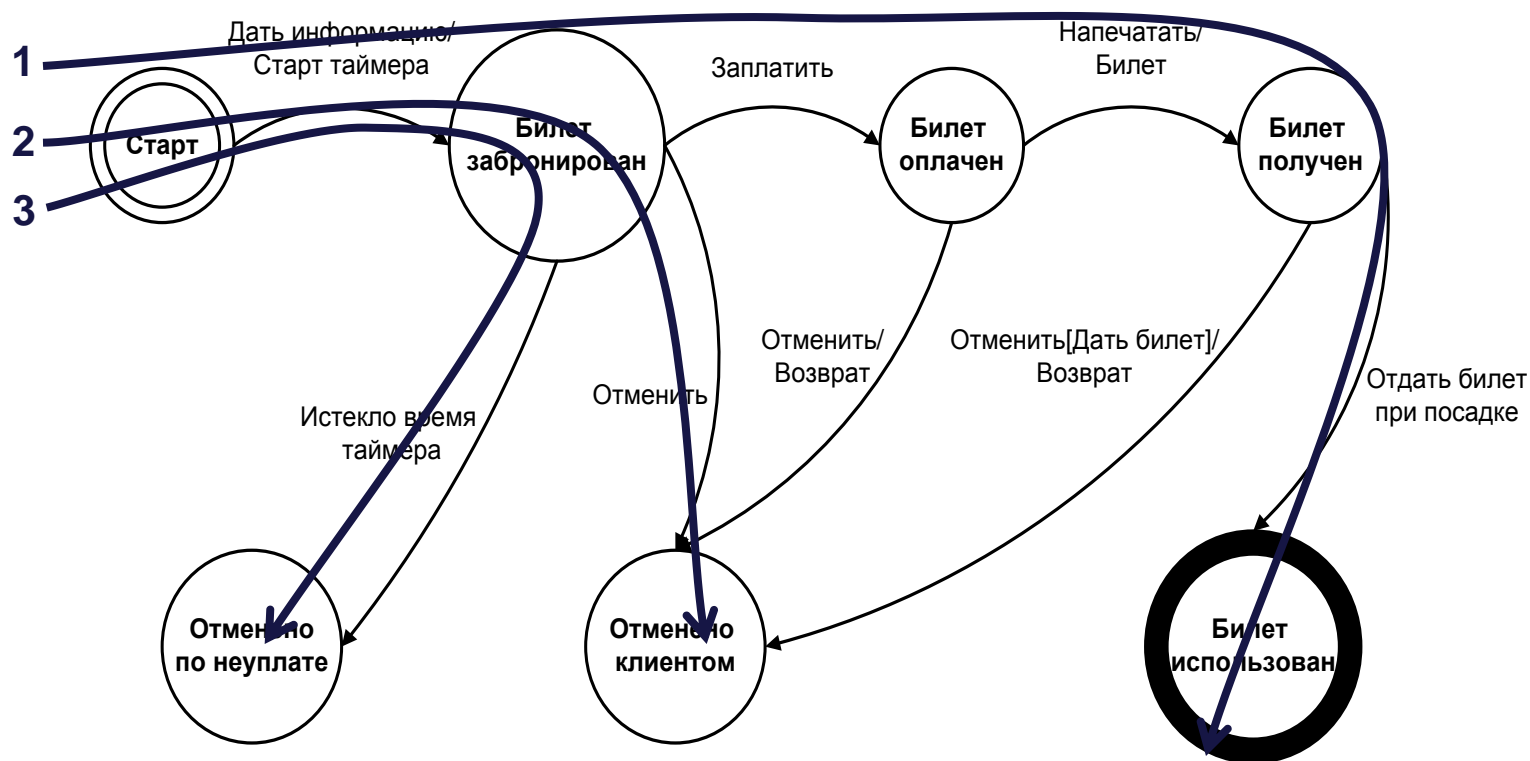 1
2
3
Дать информацию/
Старт таймера
Заплатить
Напечатать/
Билет
Старт
Билет
забронирован
Билет
оплачен
Билет
получен
Истекло время
таймера
Отменить
Отменить/
Возврат
Отменить[Дать билет]/
Возврат
Отдать билет
при посадке
Отменено
по неуплате
Отменено
клиентом
Билет
использован